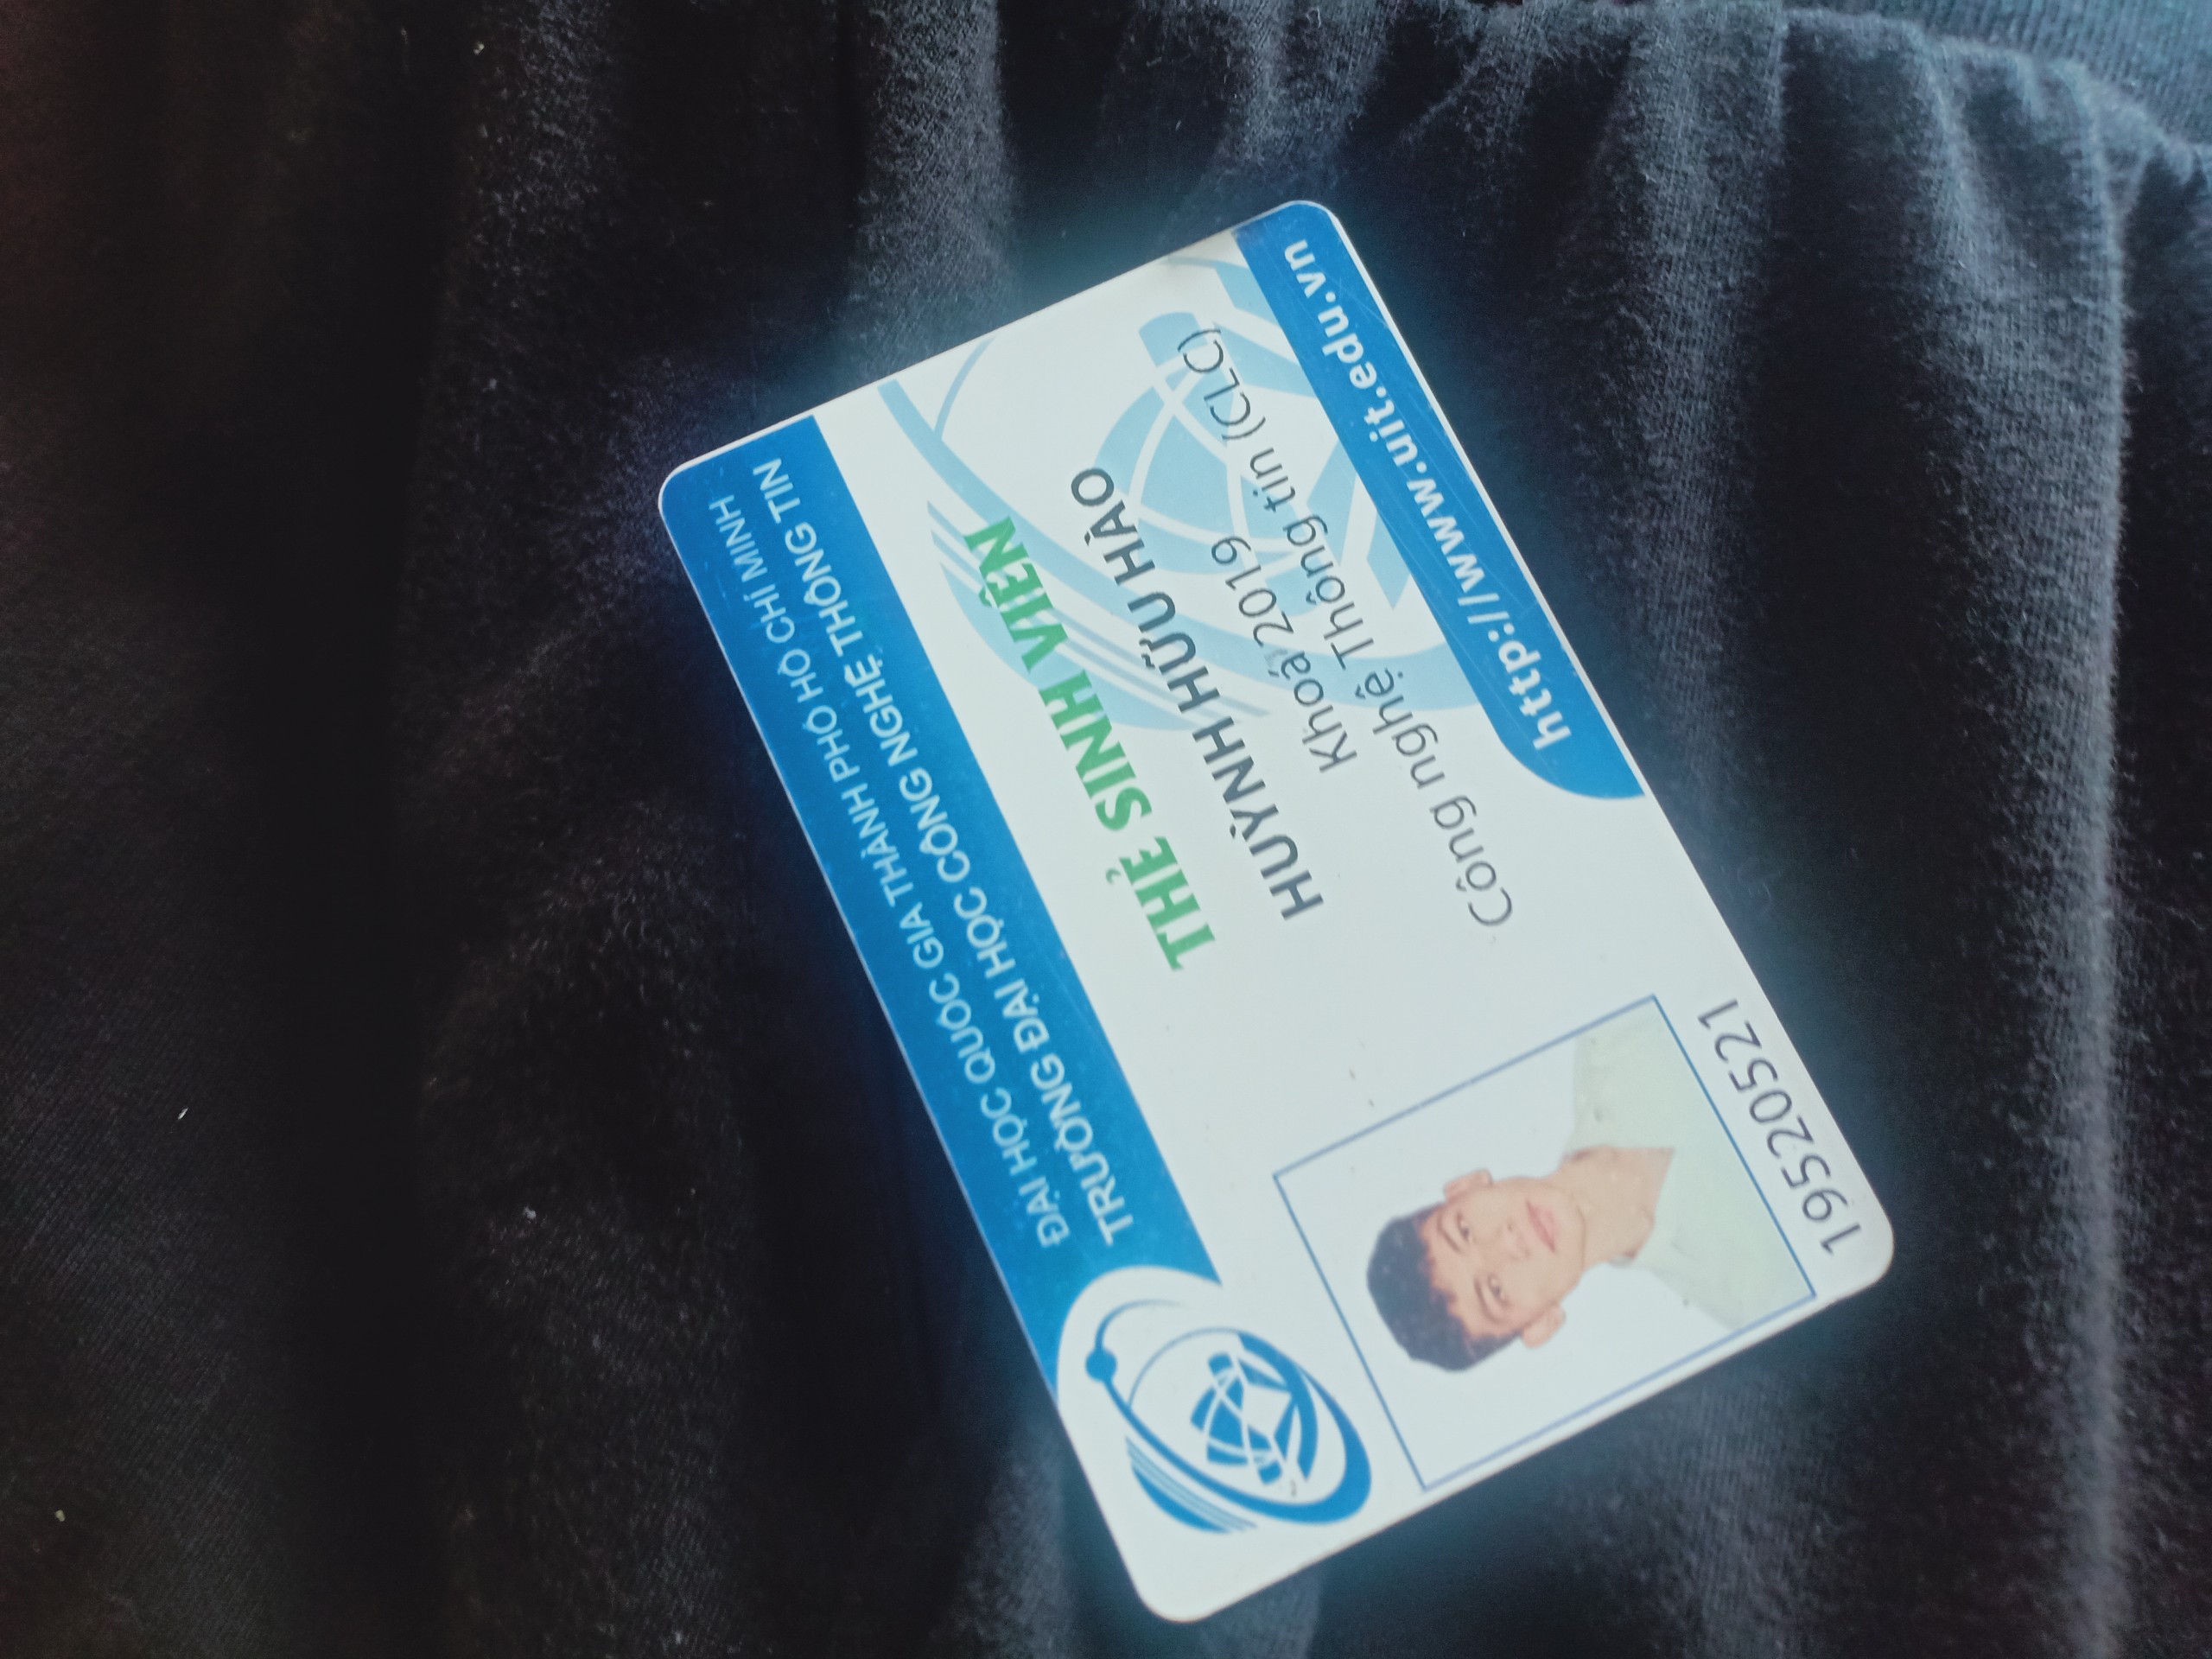 ĐẠI HỌC QUỐC GIA THÀNH PHỐ HỒ CHÍ MINH
TRƯỜNG ĐẠI HỌC CÔNG NGHỆ THÔNG TIN
THẺ SINH VIÊN
HUỲNH HỮU HÀO
Khoá 2019
Công nghệ Thông tin (CLC)
19520521
http://www.uit.edu.vn